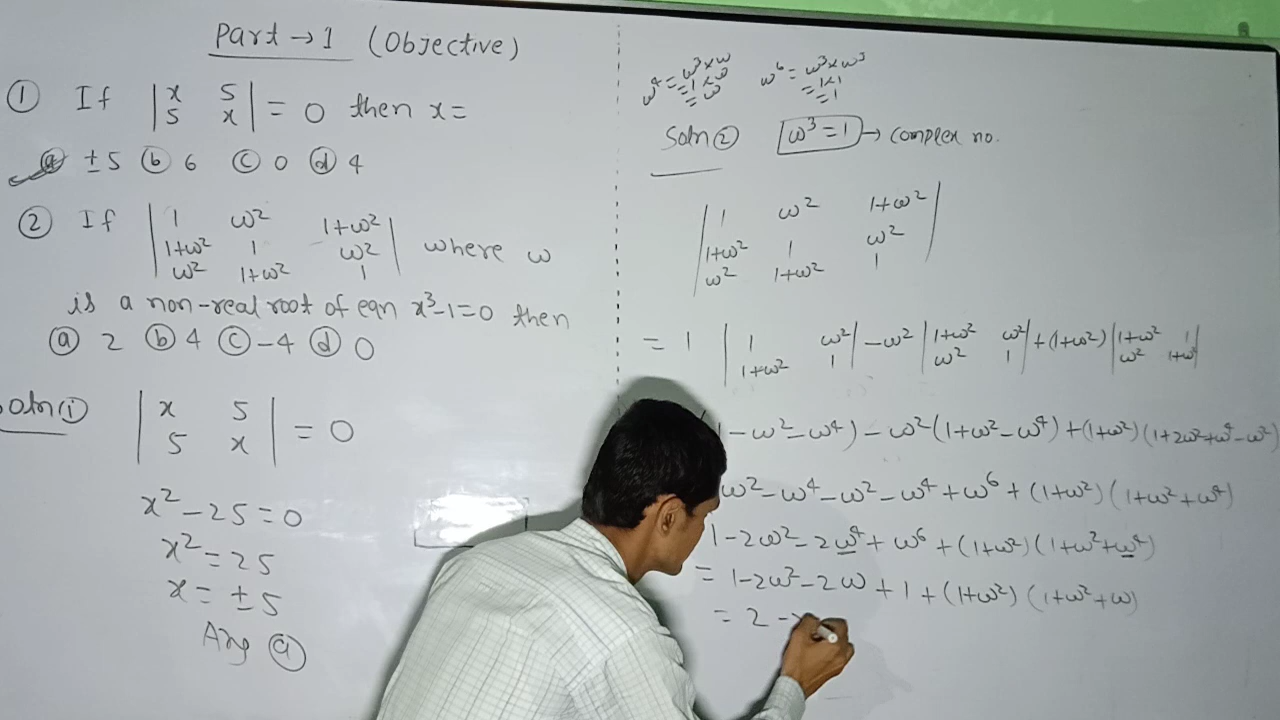 Part → 1 (Objective)
① If |x 5| = 0 then x =
|5 x|
ⓐ ±5 ⓑ 6 ⓒ 0 ⓓ 4
② If |1 ω² 1+ω²|
|1+ω² 1 ω²| where ω
|ω² 1+ω² 1|
is a non-real root of eqn x³-1=0 then
ⓐ 2 ⓑ 4 ⓒ -4 ⓓ 0
Soln ①
|x 5| = 0
|5 x|
x² - 25 = 0
x² = 25
x = ±5
Ans ⓐ
ω⁴ = ω³×ω
= 1×ω
= ω
ω⁶ = ω³×ω³
= 1×1
= 1
Soln ② ω³=1 → complex no.
|1 ω² 1+ω²|
|1+ω² 1 ω²|
|ω² 1+ω² 1|
= 1 |1 ω²| - ω² |1+ω² ω²| + (1+ω²) |1+ω² 1|
|1+ω² 1| |ω² 1| |ω² 1+ω²|
1 - ω² - ω⁴) - ω²(1+ω²-ω⁴) + (1+ω²)(1+2ω²+ω⁴-ω²)
ω² - ω⁴ - ω² - ω⁴ + ω⁶ + (1+ω²)(1+ω²+ω⁴)
1 - 2ω² - 2ω⁴ + ω⁶ + (1+ω²)(1+ω²+ω⁴)
= 1 - 2ω² - 2ω + 1 + (1+ω²)(1+ω²+ω)
= 2 -